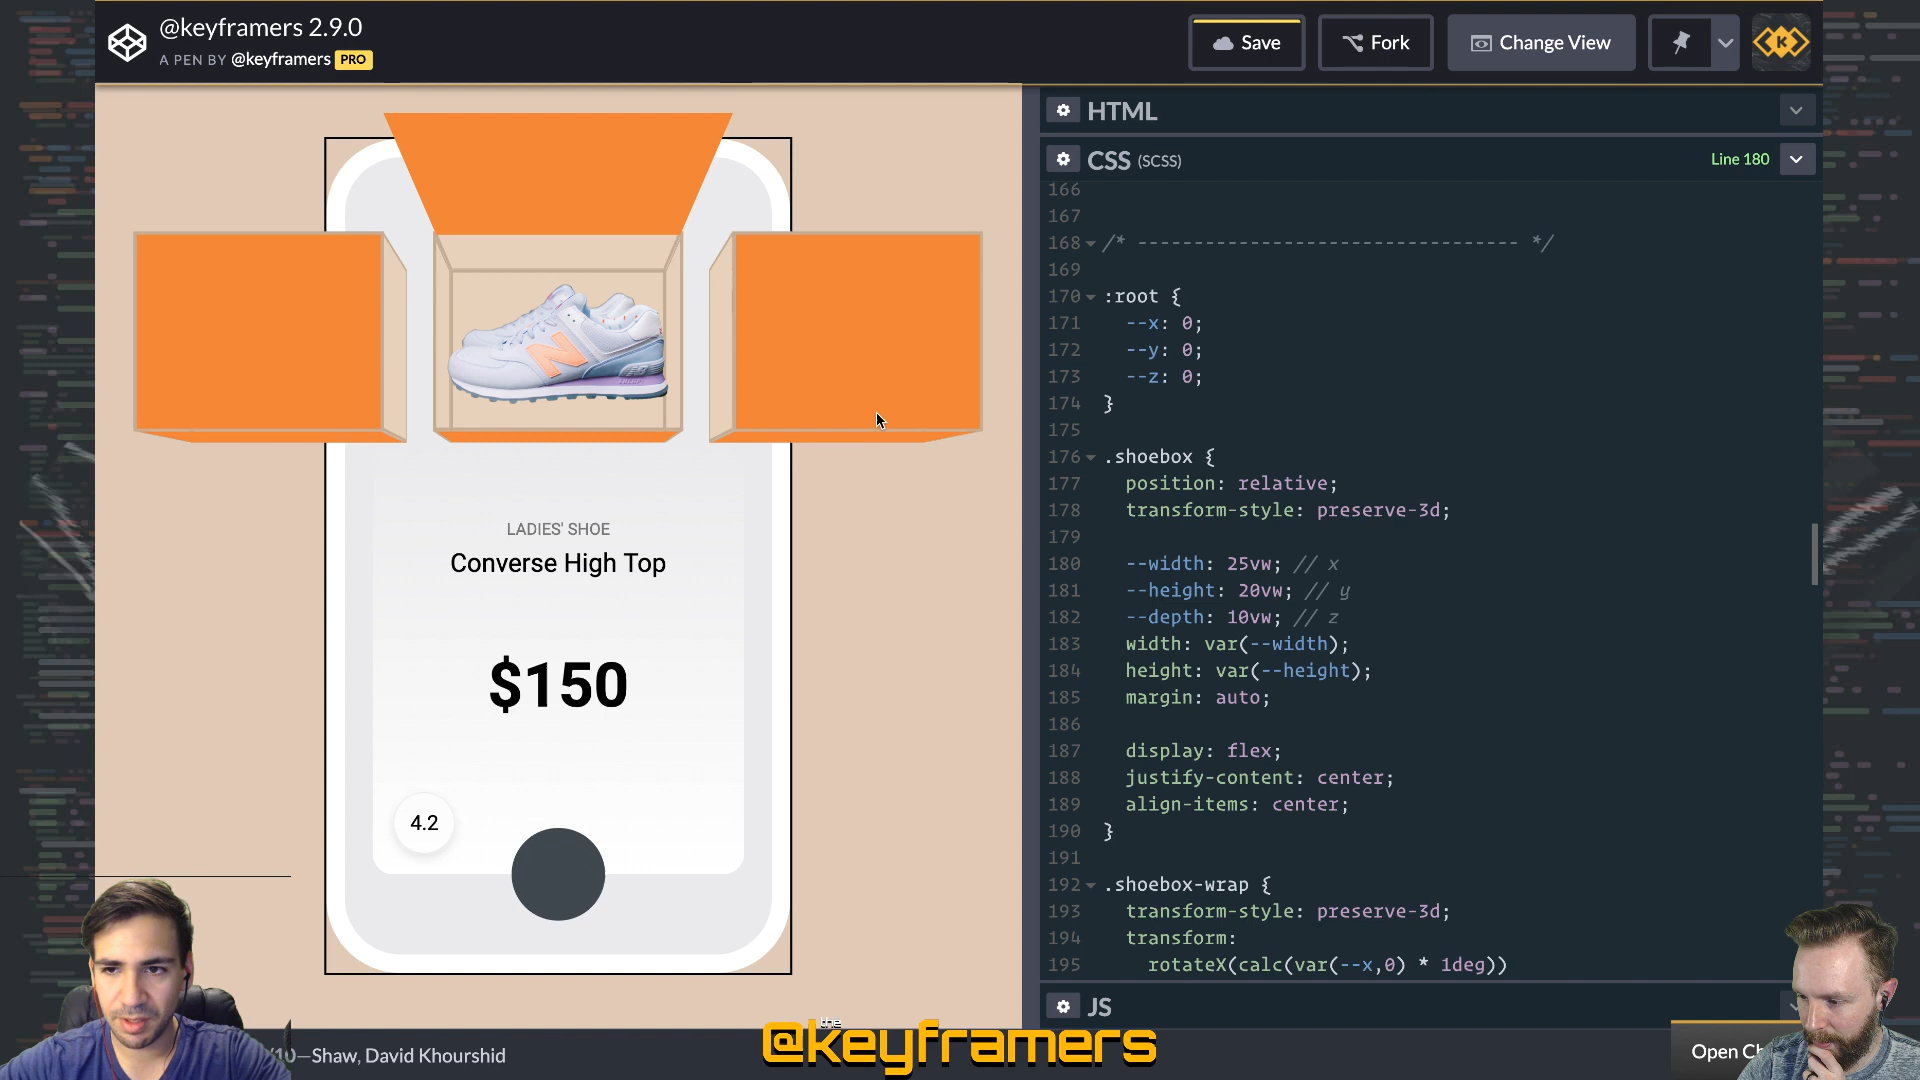 @keyframers 2.9.0
A PEN BY @keyframers PRO
Save
Fork
Change View
K
HTML
CSS (SCSS)
Line 180
LADIES' SHOE
Converse High Top
$150
4.2
166
167
168 /* ---------------------------------- */
169
170 :root {
171 --x: 0;
172 --y: 0;
173 --z: 0;
174 }
175
176 .shoebox {
177 position: relative;
178 transform-style: preserve-3d;
179
180 --width: 25vw; // x
181 --height: 20vw; // y
182 --depth: 10vw; // z
183 width: var(--width);
184 height: var(--height);
185 margin: auto;
186
187 display: flex;
188 justify-content: center;
189 align-items: center;
190 }
191
192 .shoebox-wrap {
193 transform-style: preserve-3d;
194 transform:
195 rotateX(calc(var(--x,0) * 1deg))
JS
10—Shaw, David Khourshid
the
@keyframers
Open